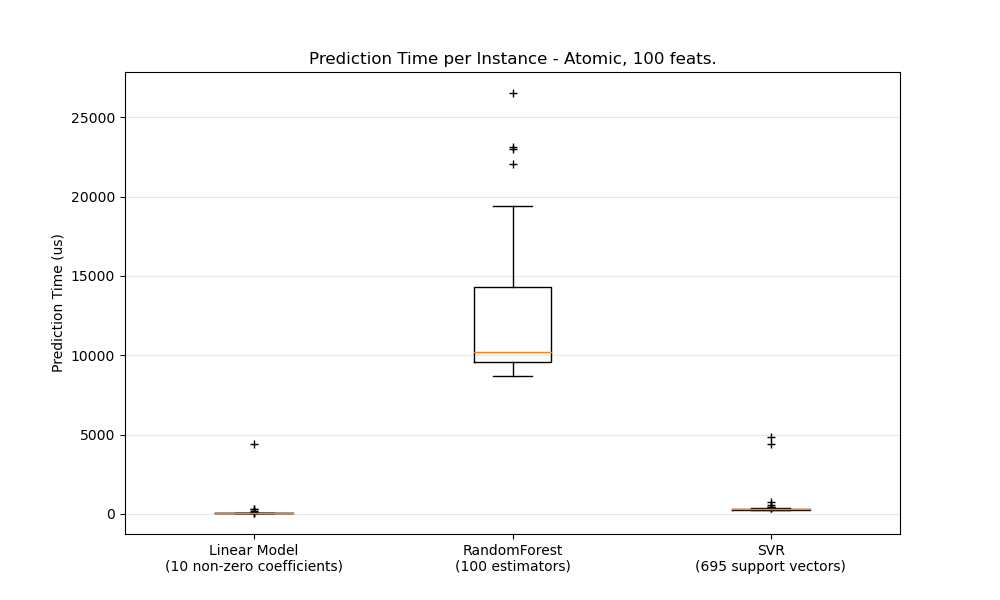 Prediction Time per Instance - Atomic, 100 feats.
Prediction Time (us)
25000
20000
15000
10000
5000
0
Linear Model
(10 non-zero coefficients)
RandomForest
(100 estimators)
SVR
(695 support vectors)